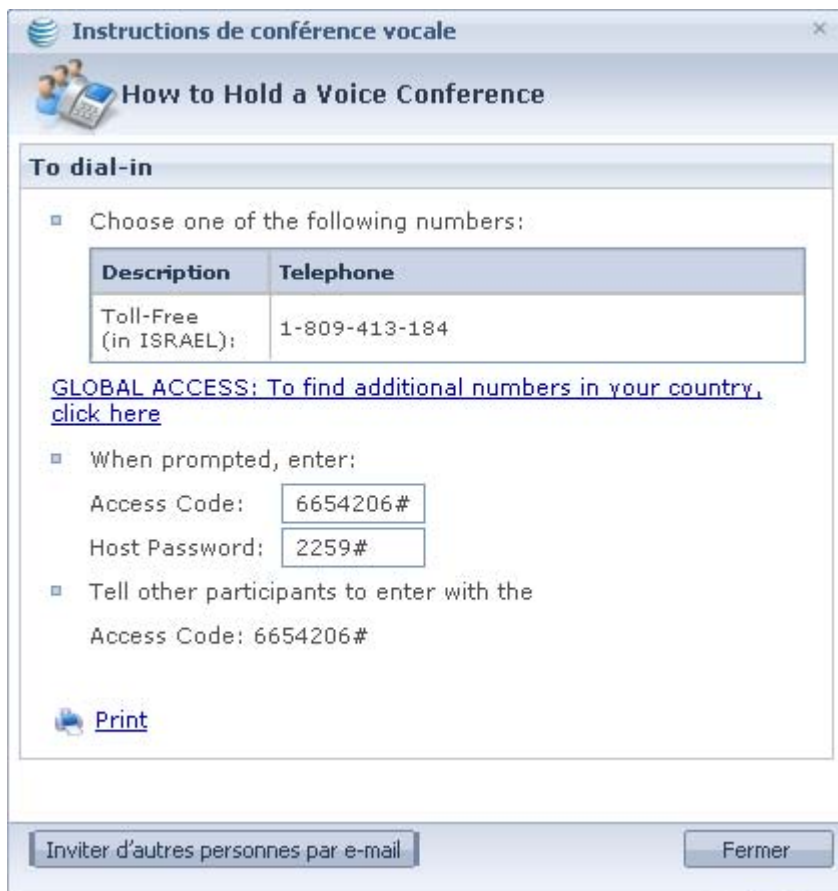 Instructions de conférence vocale
How to Hold a Voice Conference
To dial-in
Choose one of the following numbers:
Description Telephone
Toll-Free
(in ISRAEL):
1-809-413-184
GLOBAL ACCESS: To find additional numbers in your country,
click here
When prompted, enter:
Access Code: 6654206#
Host Password: 2259#
Tell other participants to enter with the
Access Code: 6654206#
Print
Inviter d'autres personnes par e-mail Fermer